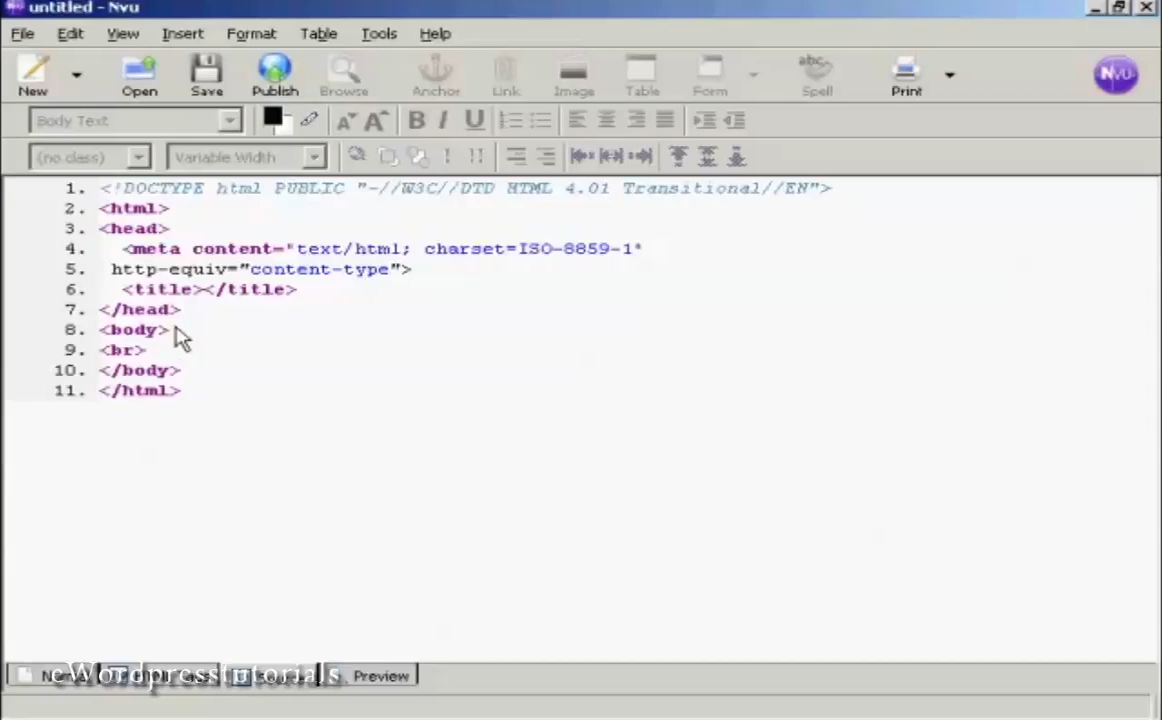 untitled - Nvu
File Edit View Insert Format Table Tools Help
New Open Save Publish Browse Anchor Link Image Table Form Spell Print
abc
NVU
Body Text A A B I U
(no class) Variable Width ! !!
1. <!DOCTYPE html PUBLIC "-//W3C//DTD HTML 4.01 Transitional//EN">
2. <html>
3. <head>
4. <meta content="text/html; charset=ISO-8859-1"
5. http-equiv="content-type">
6. <title></title>
7. </head>
8. <body>
9. <br>
10. </body>
11. </html>
eWordpresstutorials
Preview